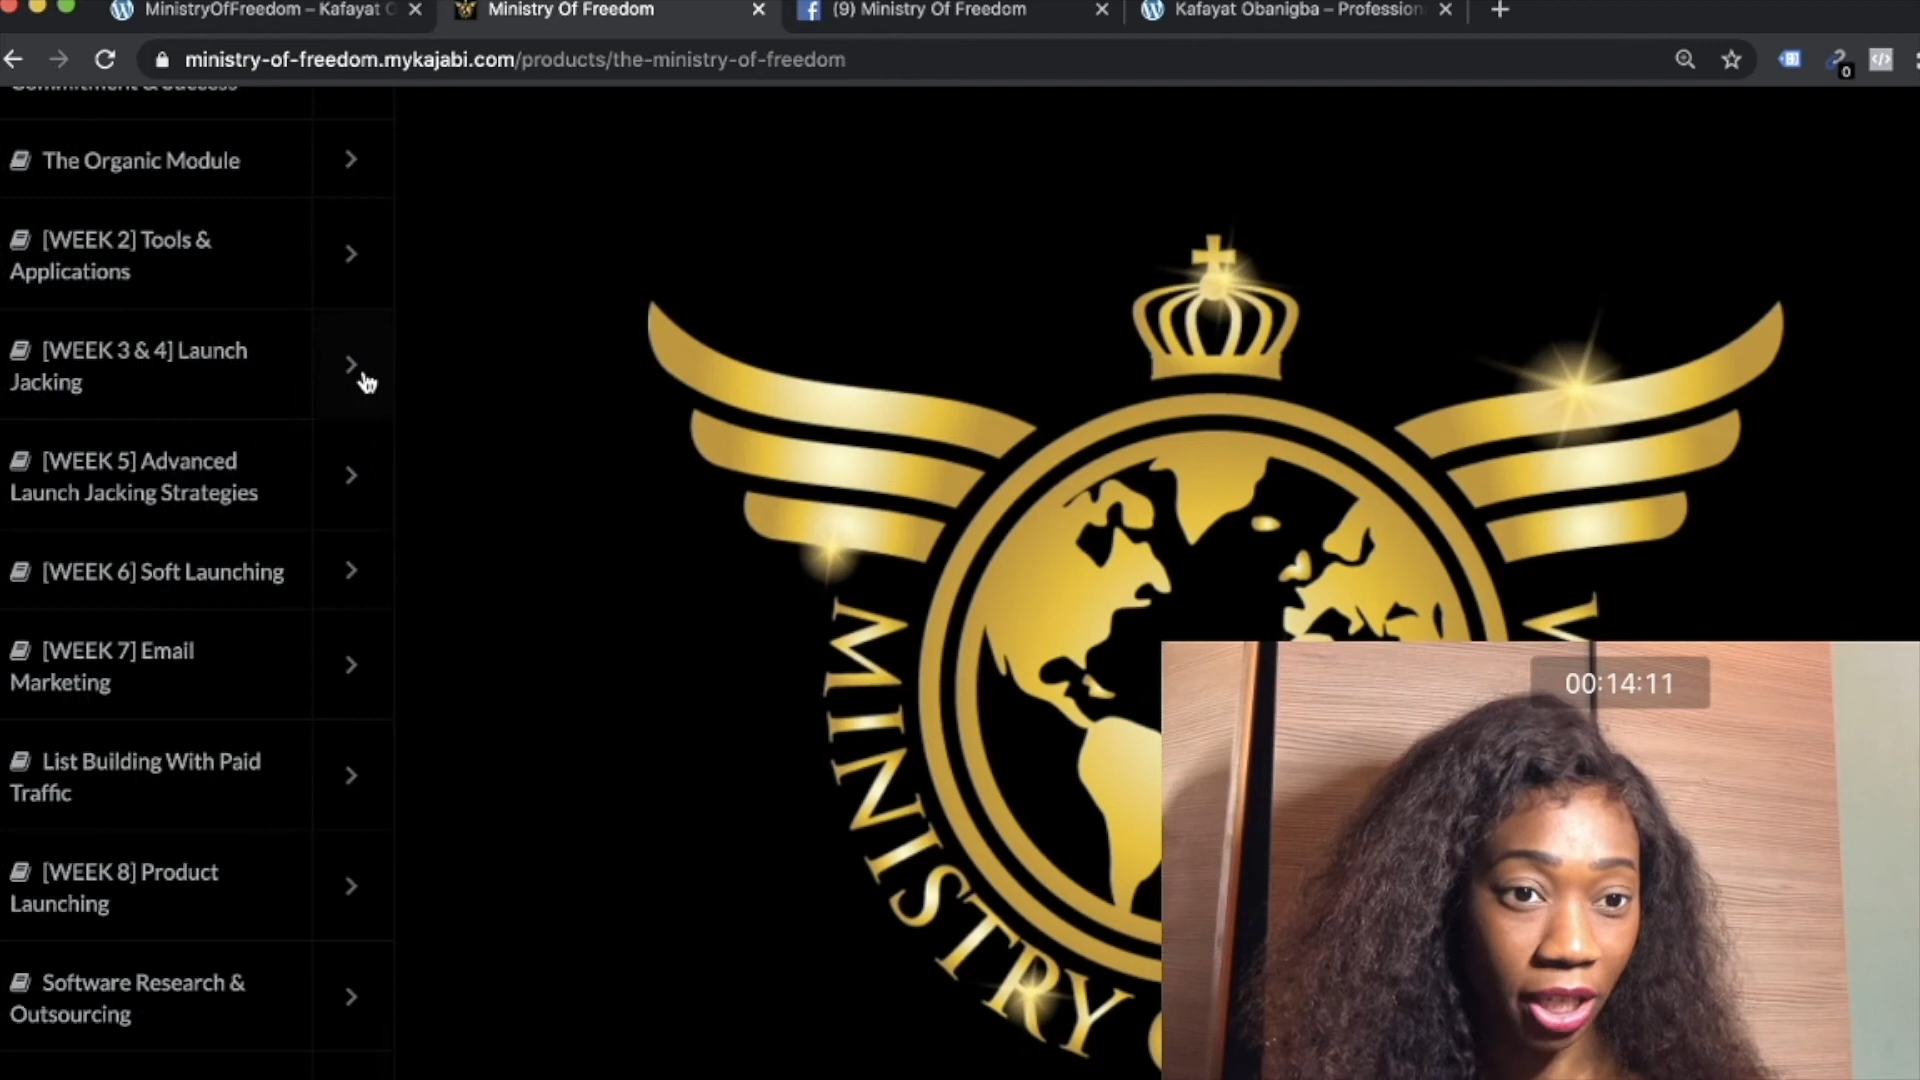 MinistryOfFreedom – Kafayat O
Ministry Of Freedom
(9) Ministry Of Freedom
Kafayat Obanigba – Profession
ministry-of-freedom.mykajabi.com/products/the-ministry-of-freedom
0
Commitment & Success
The Organic Module
[WEEK 2] Tools &
Applications
[WEEK 3 & 4] Launch
Jacking
[WEEK 5] Advanced
Launch Jacking Strategies
[WEEK 6] Soft Launching
[WEEK 7] Email
Marketing
List Building With Paid
Traffic
[WEEK 8] Product
Launching
Software Research &
Outsourcing
MINISTRY
00:14:11